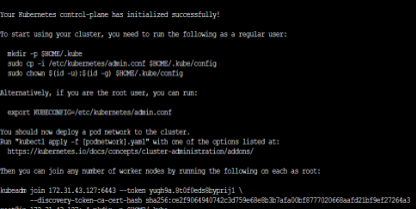 Your Kubernetes control-plane has initialized successfully!
To start using your cluster, you need to run the following as a regular user:
mkdir -p $HOME/.kube
sudo cp -i /etc/kubernetes/admin.conf $HOME/.kube/config
sudo chown $(id -u):$(id -g) $HOME/.kube/config
Alternatively, if you are the root user, you can run:
export KUBECONFIG=/etc/kubernetes/admin.conf
You should now deploy a pod network to the cluster.
Run "kubectl apply -f [podnetwork].yaml" with one of the options listed at:
https://kubernetes.io/docs/concepts/cluster-administration/addons/
Then you can join any number of worker nodes by running the following on each as root:
kubeadm join 172.31.43.127:6443 --token \
--discovery-token-ca-cert-hash